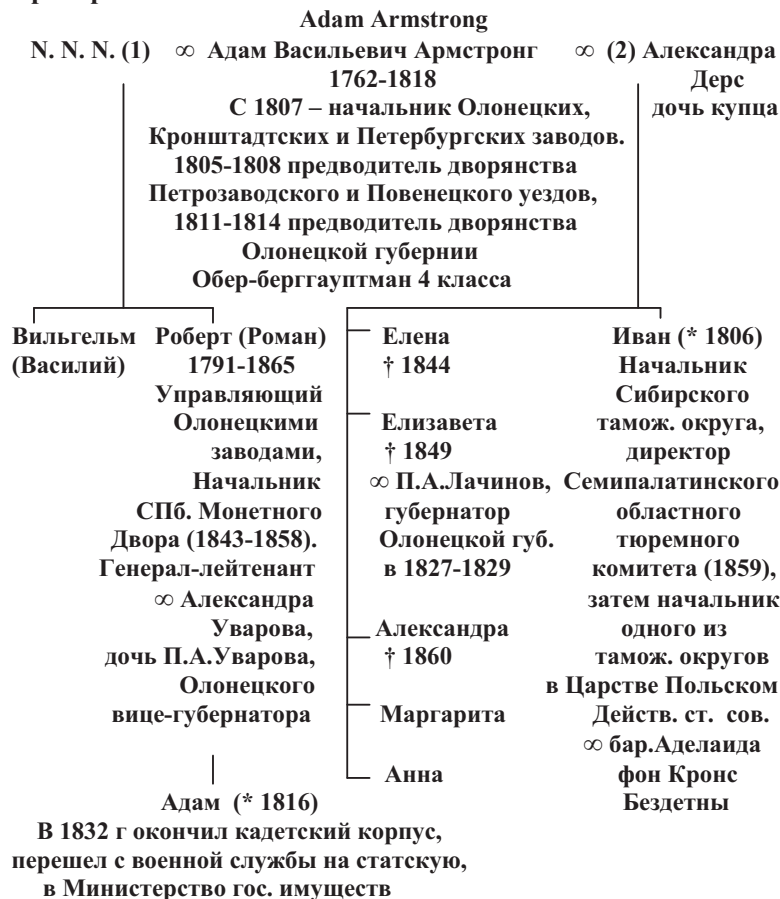 Adam Armstrong
N. N. N. (1) ∞ Адам Васильевич Армстронг ∞ (2) Александра
1762-1818 Дерс
С 1807 – начальник Олонецких, дочь купца
Кронштадтских и Петербургских заводов.
1805-1808 предводитель дворянства
Петрозаводского и Повенецкого уездов,
1811-1814 предводитель дворянства
Олонецкой губернии
Обер-берггауптман 4 класса
Вильгельм
(Василий)
Роберт (Роман)
1791-1865
Управляющий
Олонецкими
заводами,
Начальник
СПб. Монетного
Двора (1843-1858).
Генерал-лейтенант
∞ Александра
Уварова,
дочь П.А.Уварова,
Олонецкого
вице-губернатора
Адам (* 1816)
В 1832 г окончил кадетский корпус,
перешел с военной службы на статскую,
в Министерство гос. имуществ
Елена
† 1844
Елизавета
† 1849
∞ П.А.Лачинов,
губернатор
Олонецкой губ.
в 1827-1829
Александра
† 1860
Маргарита
Анна
Иван (* 1806)
Начальник
Сибирского
тамож. округа,
директор
Семипалатинского
областного
тюремного
комитета (1859),
затем начальник
одного из
тамож. округов
в Царстве Польском
Действ. ст. сов.
∞ бар.Аделаида
фон Кронс
Бездетны